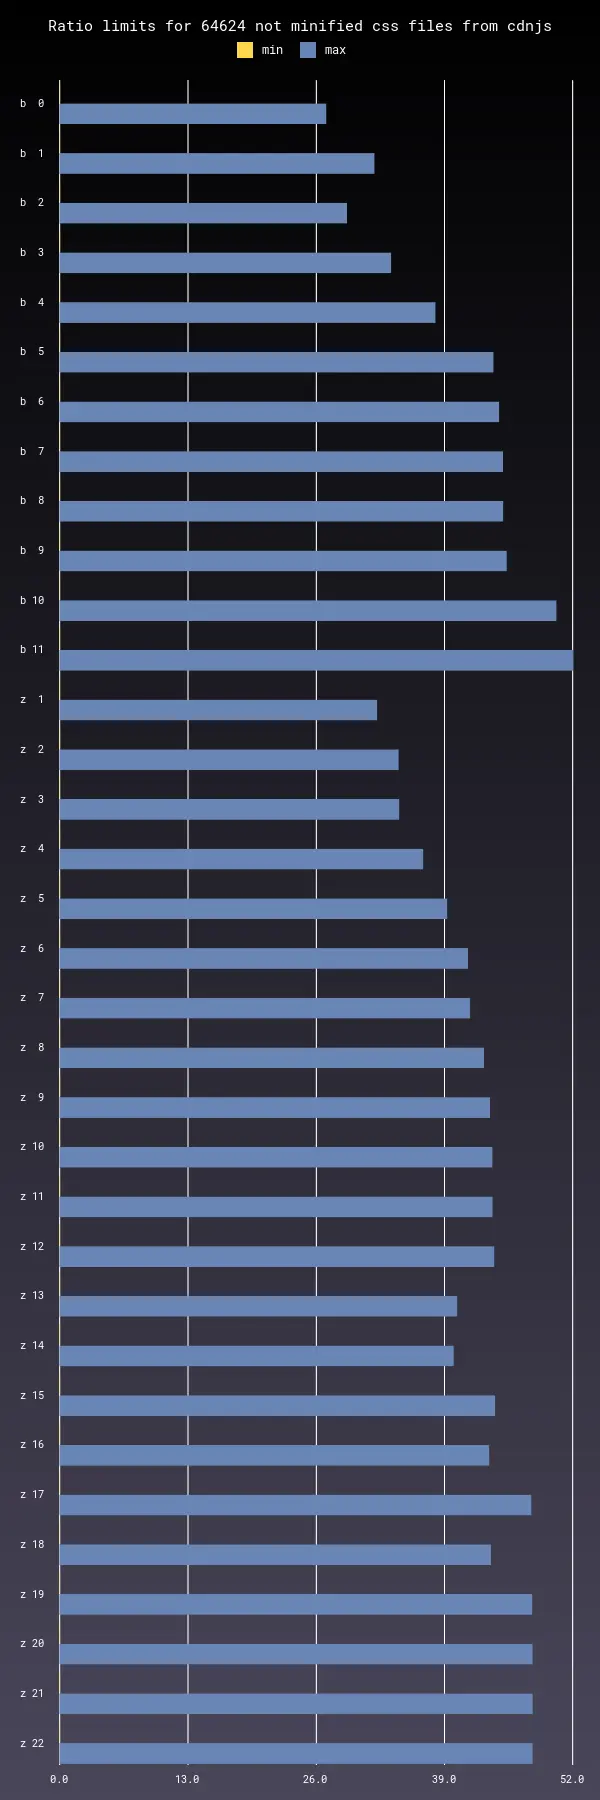 Ratio limits for 64624 not minified css files from cdnjs
min max
b 0
b 1
b 2
b 3
b 4
b 5
b 6
b 7
b 8
b 9
b 10
b 11
z 1
z 2
z 3
z 4
z 5
z 6
z 7
z 8
z 9
z 10
z 11
z 12
z 13
z 14
z 15
z 16
z 17
z 18
z 19
z 20
z 21
z 22
0.0 13.0 26.0 39.0 52.0